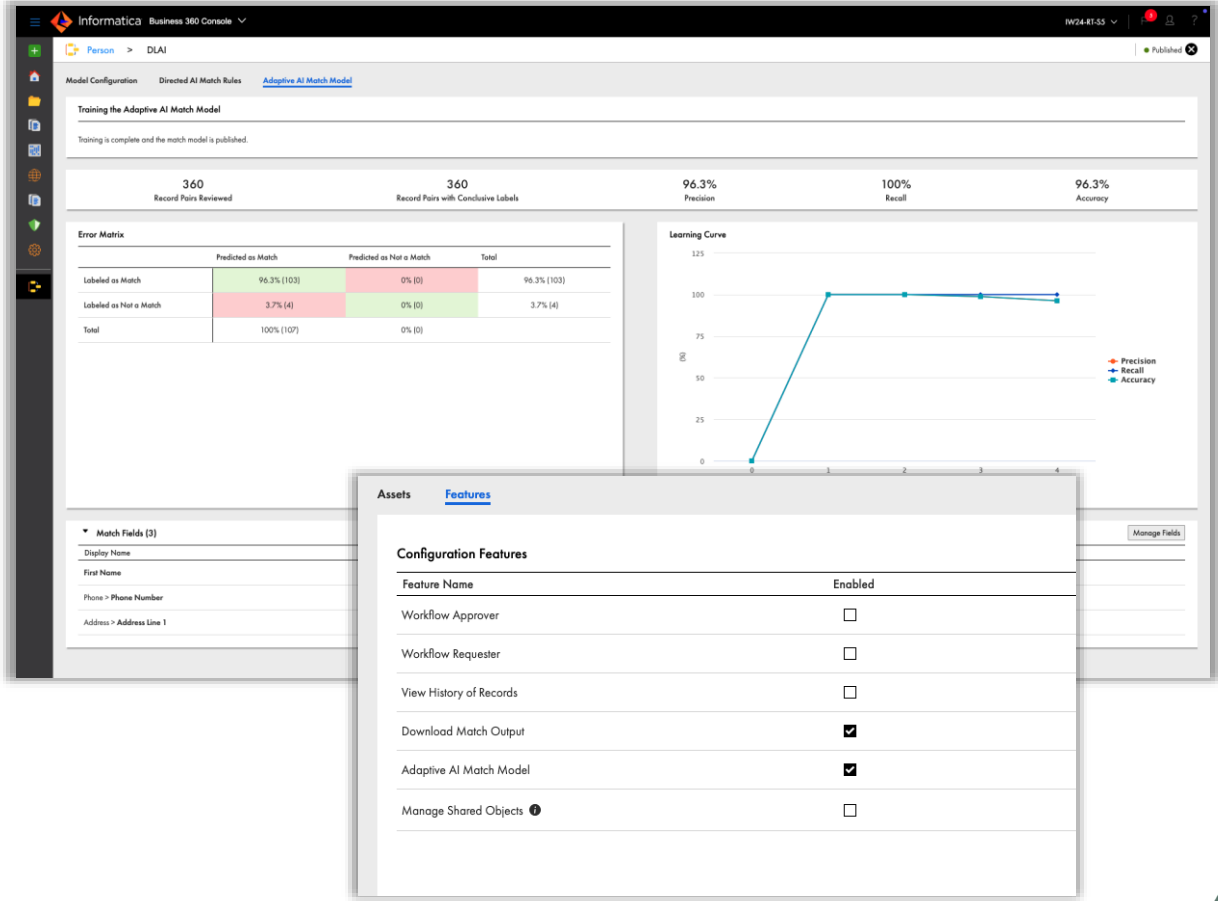 Informatica Business 360 Console
IW24-RT-S5
3
?
Person > DLAI
Published
Model Configuration Directed AI Match Rules Adaptive AI Match Model
Training the Adaptive AI Match Model
Training is complete and the match model is published.
360 360 96.3% 100% 96.3%
Record Pairs Reviewed Record Pairs with Conclusive Labels Precision Recall Accuracy
Error Matrix
Predicted as Match Predicted as Not a Match Total
Labeled as Match 96.3% (103) 0% (0) 96.3% (103)
Labeled as Not a Match 3.7% (4) 0% (0) 3.7% (4)
Total 100% (107) 0% (0)
Learning Curve
125
100
75
(%)
50
25
0
0 1 2 3 4
Precision
Recall
Accuracy
Match Fields (3)
Manage Fields
Display Name
First Name
Phone > Phone Number
Address > Address Line 1
Assets Features
Configuration Features
Feature Name Enabled
Workflow Approver
Workflow Requester
View History of Records
Download Match Output
Adaptive AI Match Model
Manage Shared Objects i